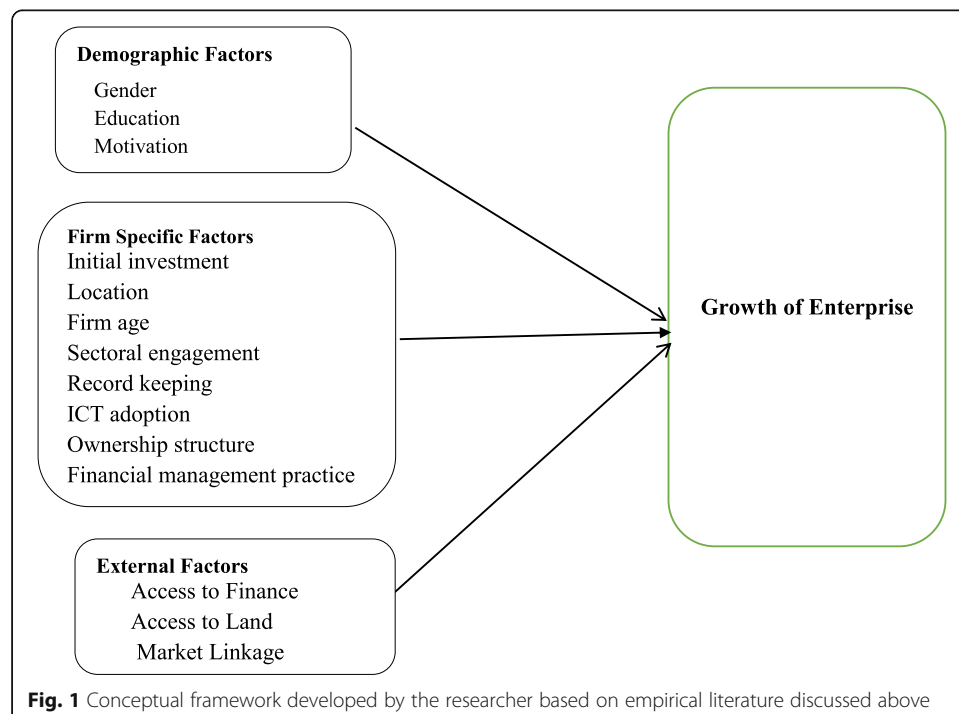 Demographic Factors
Gender
Education
Motivation
Firm Specific Factors
Initial investment
Location
Firm age
Sectoral engagement
Record keeping
ICT adoption
Ownership structure
Financial management practice
External Factors
Access to Finance
Access to Land
Market Linkage
Growth of Enterprise
Fig. 1 Conceptual framework developed by the researcher based on empirical literature discussed above